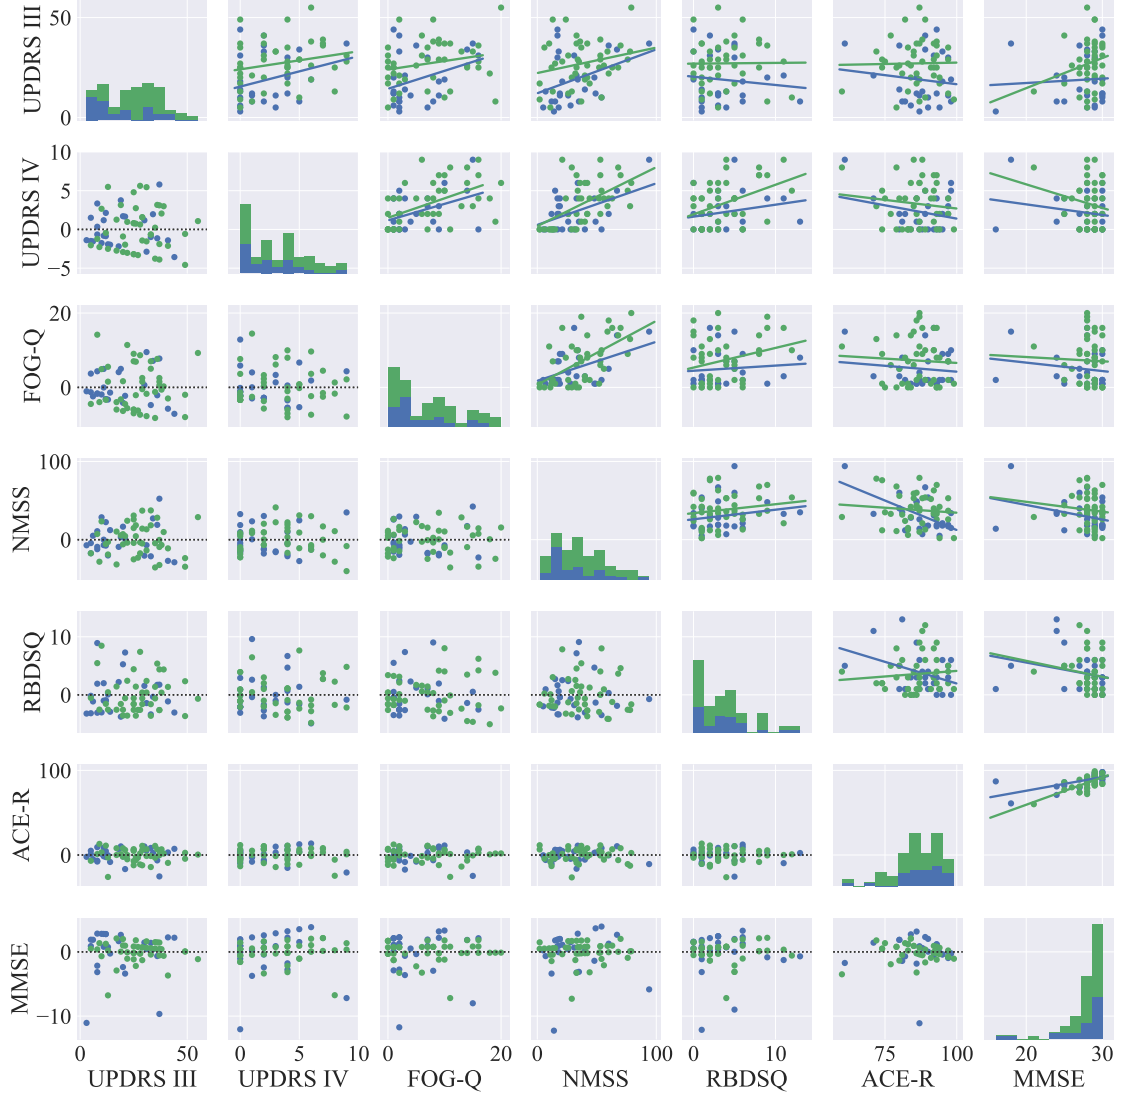 UPDRS III
50
0
UPDRS IV
10
5
0
−5
FOG-Q
20
0
NMSS
100
0
RBDSQ
10
0
ACE-R
100
0
MMSE
0
−10
0 50 0 5 10 0 20 0 100 0 10 75 100 20 30
UPDRS III UPDRS IV FOG-Q NMSS RBDSQ ACE-R MMSE